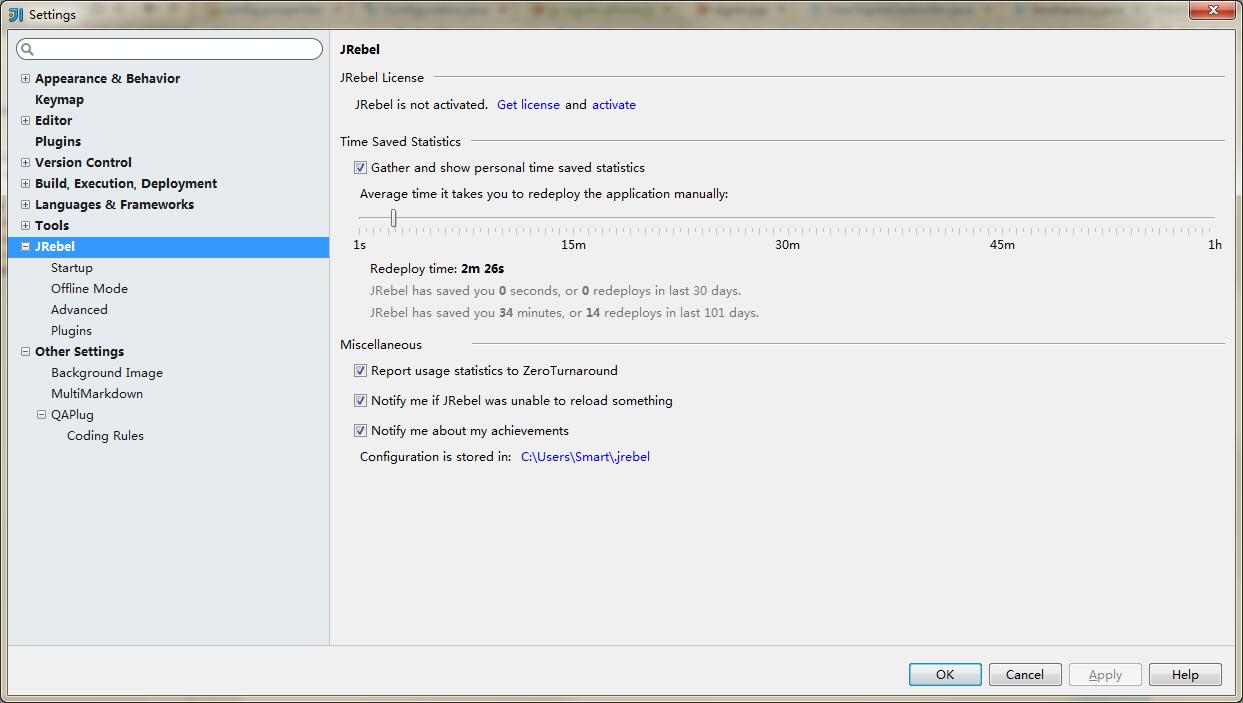 Settings
Appearance & Behavior
Keymap
Editor
Plugins
Version Control
Build, Execution, Deployment
Languages & Frameworks
Tools
JRebel
Startup
Offline Mode
Advanced
Plugins
Other Settings
Background Image
MultiMarkdown
QAPlug
Coding Rules
JRebel
JRebel License
JRebel is not activated. Get license and activate
Time Saved Statistics
Gather and show personal time saved statistics
Average time it takes you to redeploy the application manually:
1s 15m 30m 45m 1h
Redeploy time: 2m 26s
JRebel has saved you 0 seconds, or 0 redeploys in last 30 days.
JRebel has saved you 34 minutes, or 14 redeploys in last 101 days.
Miscellaneous
Report usage statistics to ZeroTurnaround
Notify me if JRebel was unable to reload something
Notify me about my achievements
Configuration is stored in: C:\Users\Smart\.jrebel
OK Cancel Apply Help